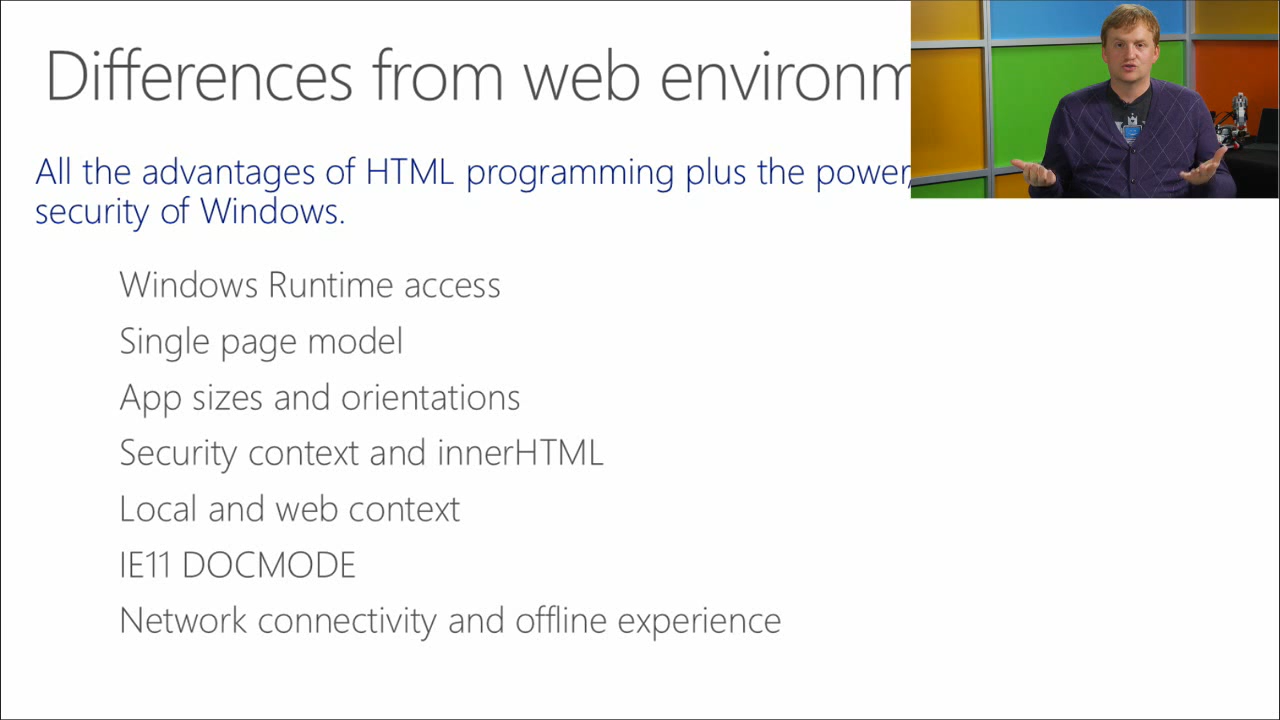 Differences from web environm
All the advantages of HTML programming plus the power,
security of Windows.
Windows Runtime access
Single page model
App sizes and orientations
Security context and innerHTML
Local and web context
IE11 DOCMODE
Network connectivity and offline experience